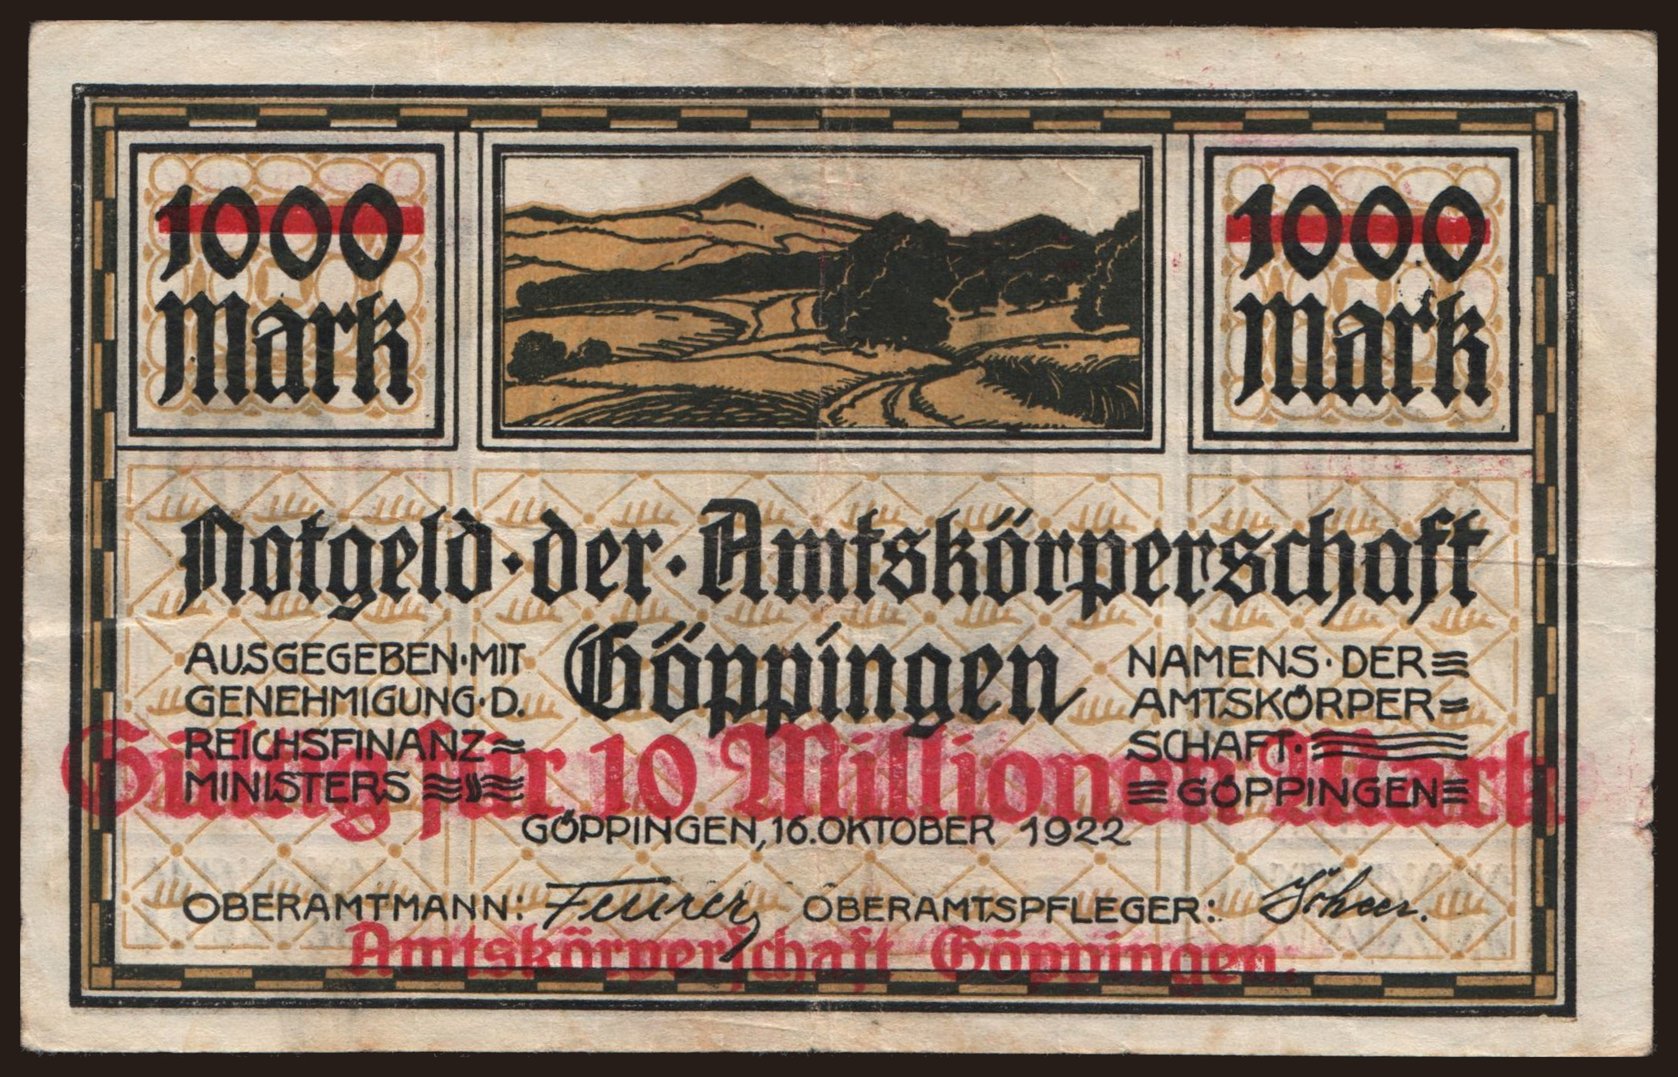 1000 Mark
1000 Mark
Notgeld·der·Amtskörperschaft
Göppingen
AUSGEGEBEN·MIT
GENEHMIGUNG·D.
REICHSFINANZ=
MINISTERS
NAMENS·DER
AMTSKÖRPER=
SCHAFT·
GÖPPINGEN
Gültig für 10 Millionen Mark
GÖPPINGEN, 16. OKTOBER 1922
OBERAMTMANN: OBERAMTSPFLEGER:
Amtskörperschaft Göppingen.